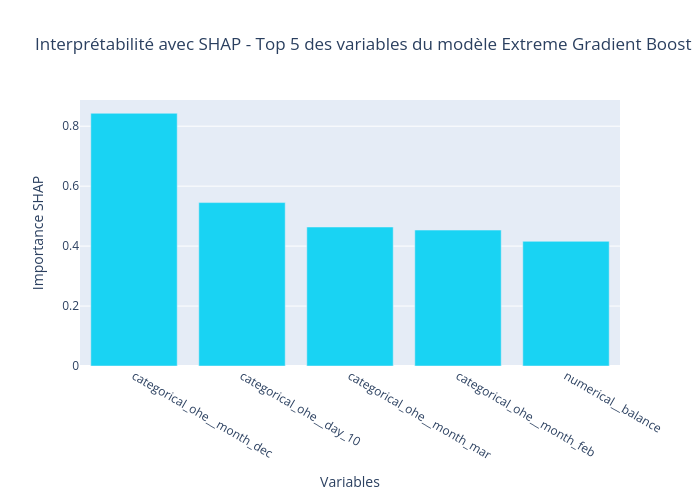 Interprétabilité avec SHAP - Top 5 des variables du modèle Extreme Gradient Boost
Importance SHAP
0.8
0.6
0.4
0.2
0
categorical_ohe__month_dec
categorical_ohe__day_10
categorical_ohe__month_mar
categorical_ohe__month_feb
numerical__balance
Variables